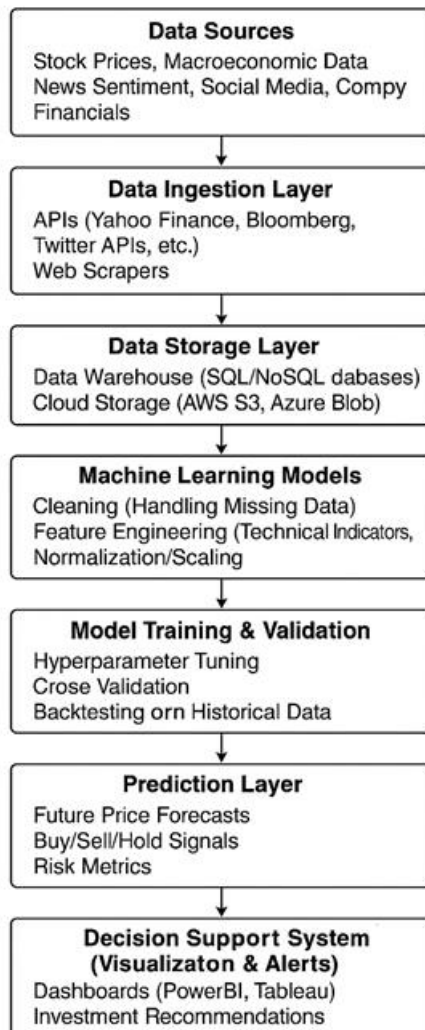 Data Sources
Stock Prices, Macroeconomic Data
News Sentiment, Social Media, Compy
Financials
Data Ingestion Layer
APIs (Yahoo Finance, Bloomberg,
Twitter APIs, etc.)
Web Scrapers
Data Storage Layer
Data Warehouse (SQL/NoSQL dabases)
Cloud Storage (AWS S3, Azure Blob)
Machine Learning Models
Cleaning (Handling Missing Data)
Feature Engineering (Technical Indicators,
Normalization/Scaling
Model Training & Validation
Hyperparameter Tuning
Crose Validation
Backtesting orn Historical Data
Prediction Layer
Future Price Forecasts
Buy/Sell/Hold Signals
Risk Metrics
Decision Support System
(Visualizaton & Alerts)
Dashboards (PowerBI, Tableau)
Investment Recommendations